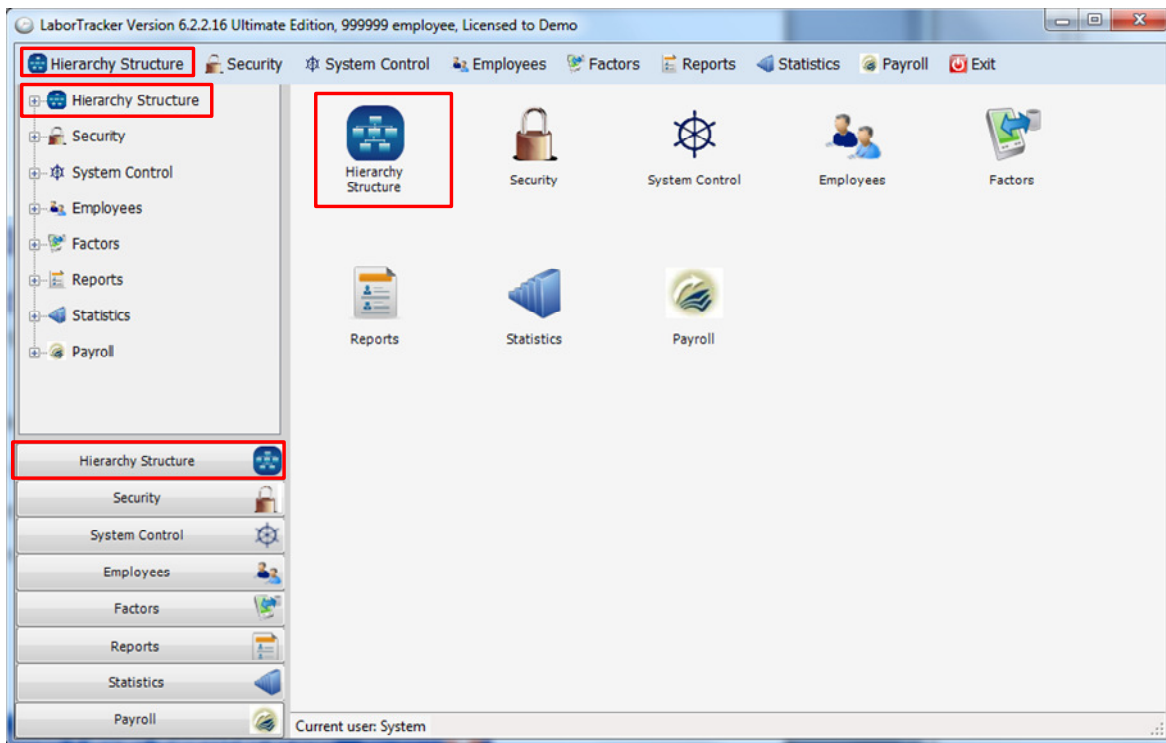 LaborTracker Version 6.2.2.16 Ultimate Edition, 999999 employee, Licensed to Demo
Hierarchy Structure Security System Control Employees Factors Reports Statistics Payroll Exit
Hierarchy Structure
Security
System Control
Employees
Factors
Reports
Statistics
Payroll
Hierarchy Structure
Security
System Control
Employees
Factors
Reports
Statistics
Payroll
Hierarchy
Structure
Security
System Control
Employees
Factors
Reports
Statistics
Payroll
Current user: System